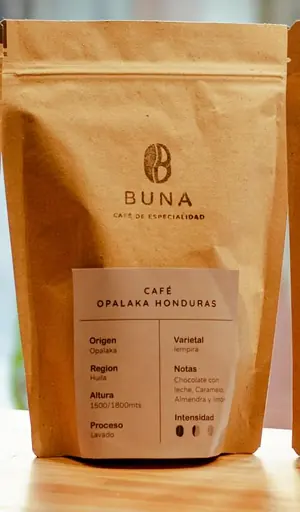 BUNA
CAFÉ DE ESPECIALIDAD
CAFÉ
OPALAKA HONDURAS
Origen
Opalaka
Region
Huila
Altura
1500/1800mts
Proceso
Lavado
Varietal
lempira
Notas
Chocolate con
leche, Caramelo,
Almendra y
Intensidad